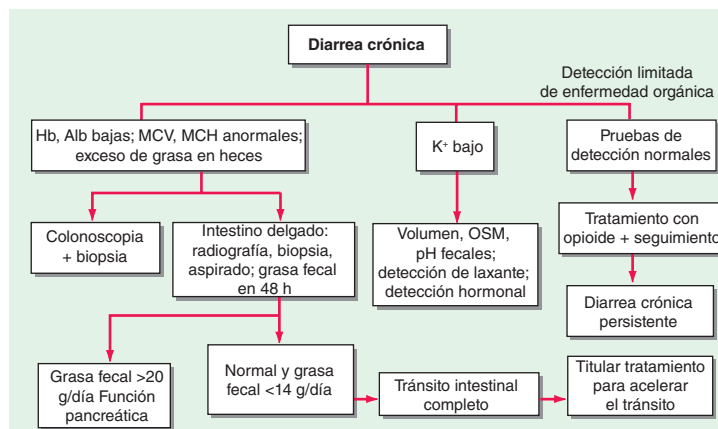 Diarrea crónica
Detección limitada
de enfermedad orgánica
Hb, Alb bajas; MCV, MCH anormales;
exceso de grasa en heces
K⁺ bajo
Pruebas de
detección normales
Colonoscopia
+ biopsia
Intestino delgado:
radiografía, biopsia,
aspirado; grasa fecal
en 48 h
Volumen, OSM,
pH fecales;
detección de laxante;
detección hormonal
Tratamiento con
opioide + seguimiento
Diarrea crónica
persistente
Grasa fecal >20
g/día Función
pancreática
Normal y grasa
fecal <14 g/día
Tránsito intestinal
completo
Titular tratamiento
para acelerar
el tránsito